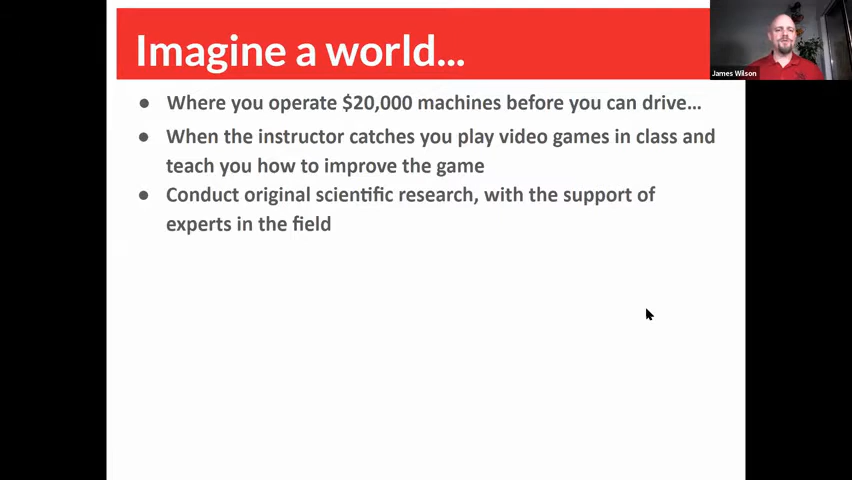 Imagine a world...
James Wilson
● Where you operate $20,000 machines before you can drive...
● When the instructor catches you play video games in class and
teach you how to improve the game
● Conduct original scientific research, with the support of
experts in the field